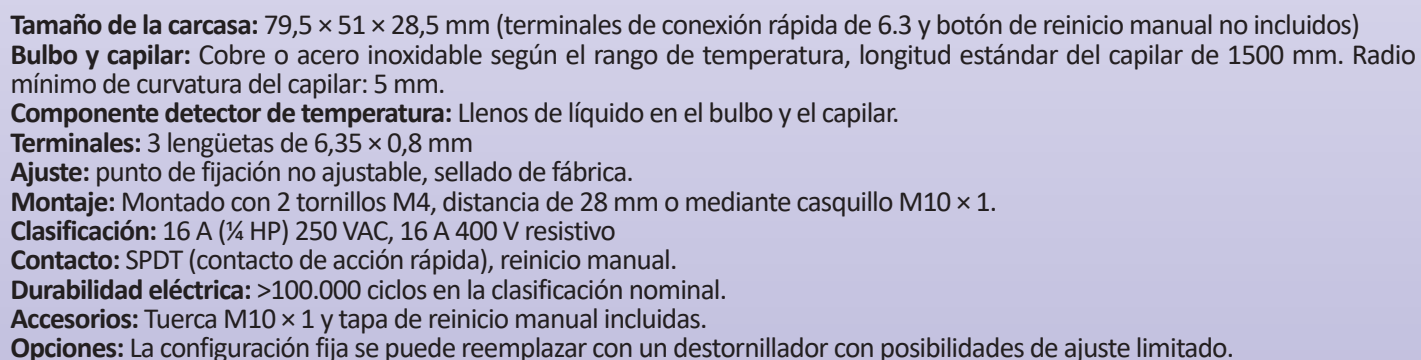 Tamaño de la carcasa: 79,5 × 51 × 28,5 mm (terminales de conexión rápida de 6.3 y botón de reinicio manual no incluidos)
Bulbo y capilar: Cobre o acero inoxidable según el rango de temperatura, longitud estándar del capilar de 1500 mm. Radio
mínimo de curvatura del capilar: 5 mm.
Componente detector de temperatura: Llenos de líquido en el bulbo y el capilar.
Terminales: 3 lengüetas de 6,35 × 0,8 mm
Ajuste: punto de fijación no ajustable, sellado de fábrica.
Montaje: Montado con 2 tornillos M4, distancia de 28 mm o mediante casquillo M10 × 1.
Clasificación: 16 A (¼ HP) 250 VAC, 16 A 400 V resistivo
Contacto: SPDT (contacto de acción rápida), reinicio manual.
Durabilidad eléctrica: >100.000 ciclos en la clasificación nominal.
Accesorios: Tuerca M10 × 1 y tapa de reinicio manual incluidas.
Opciones: La configuración fija se puede reemplazar con un destornillador con posibilidades de ajuste limitado.